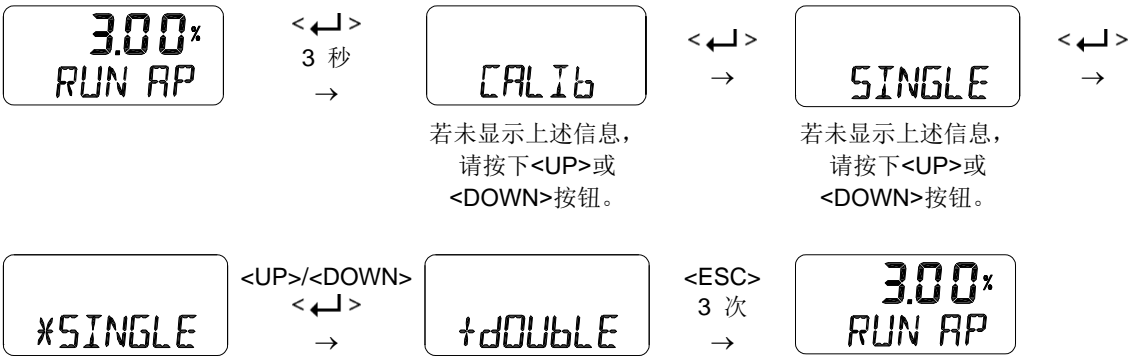 3.00%
RUN AP
<↵>
3 秒
→
CALIb
若未显示上述信息，
请按下<UP>或
<DOWN>按钮。
<↵>
→
SINGLE
若未显示上述信息，
请按下<UP>或
<DOWN>按钮。
<↵>
→
*SINGLE
<UP>/<DOWN>
<↵>
→
+dOUbLE
<ESC>
3 次
→
3.00%
RUN AP